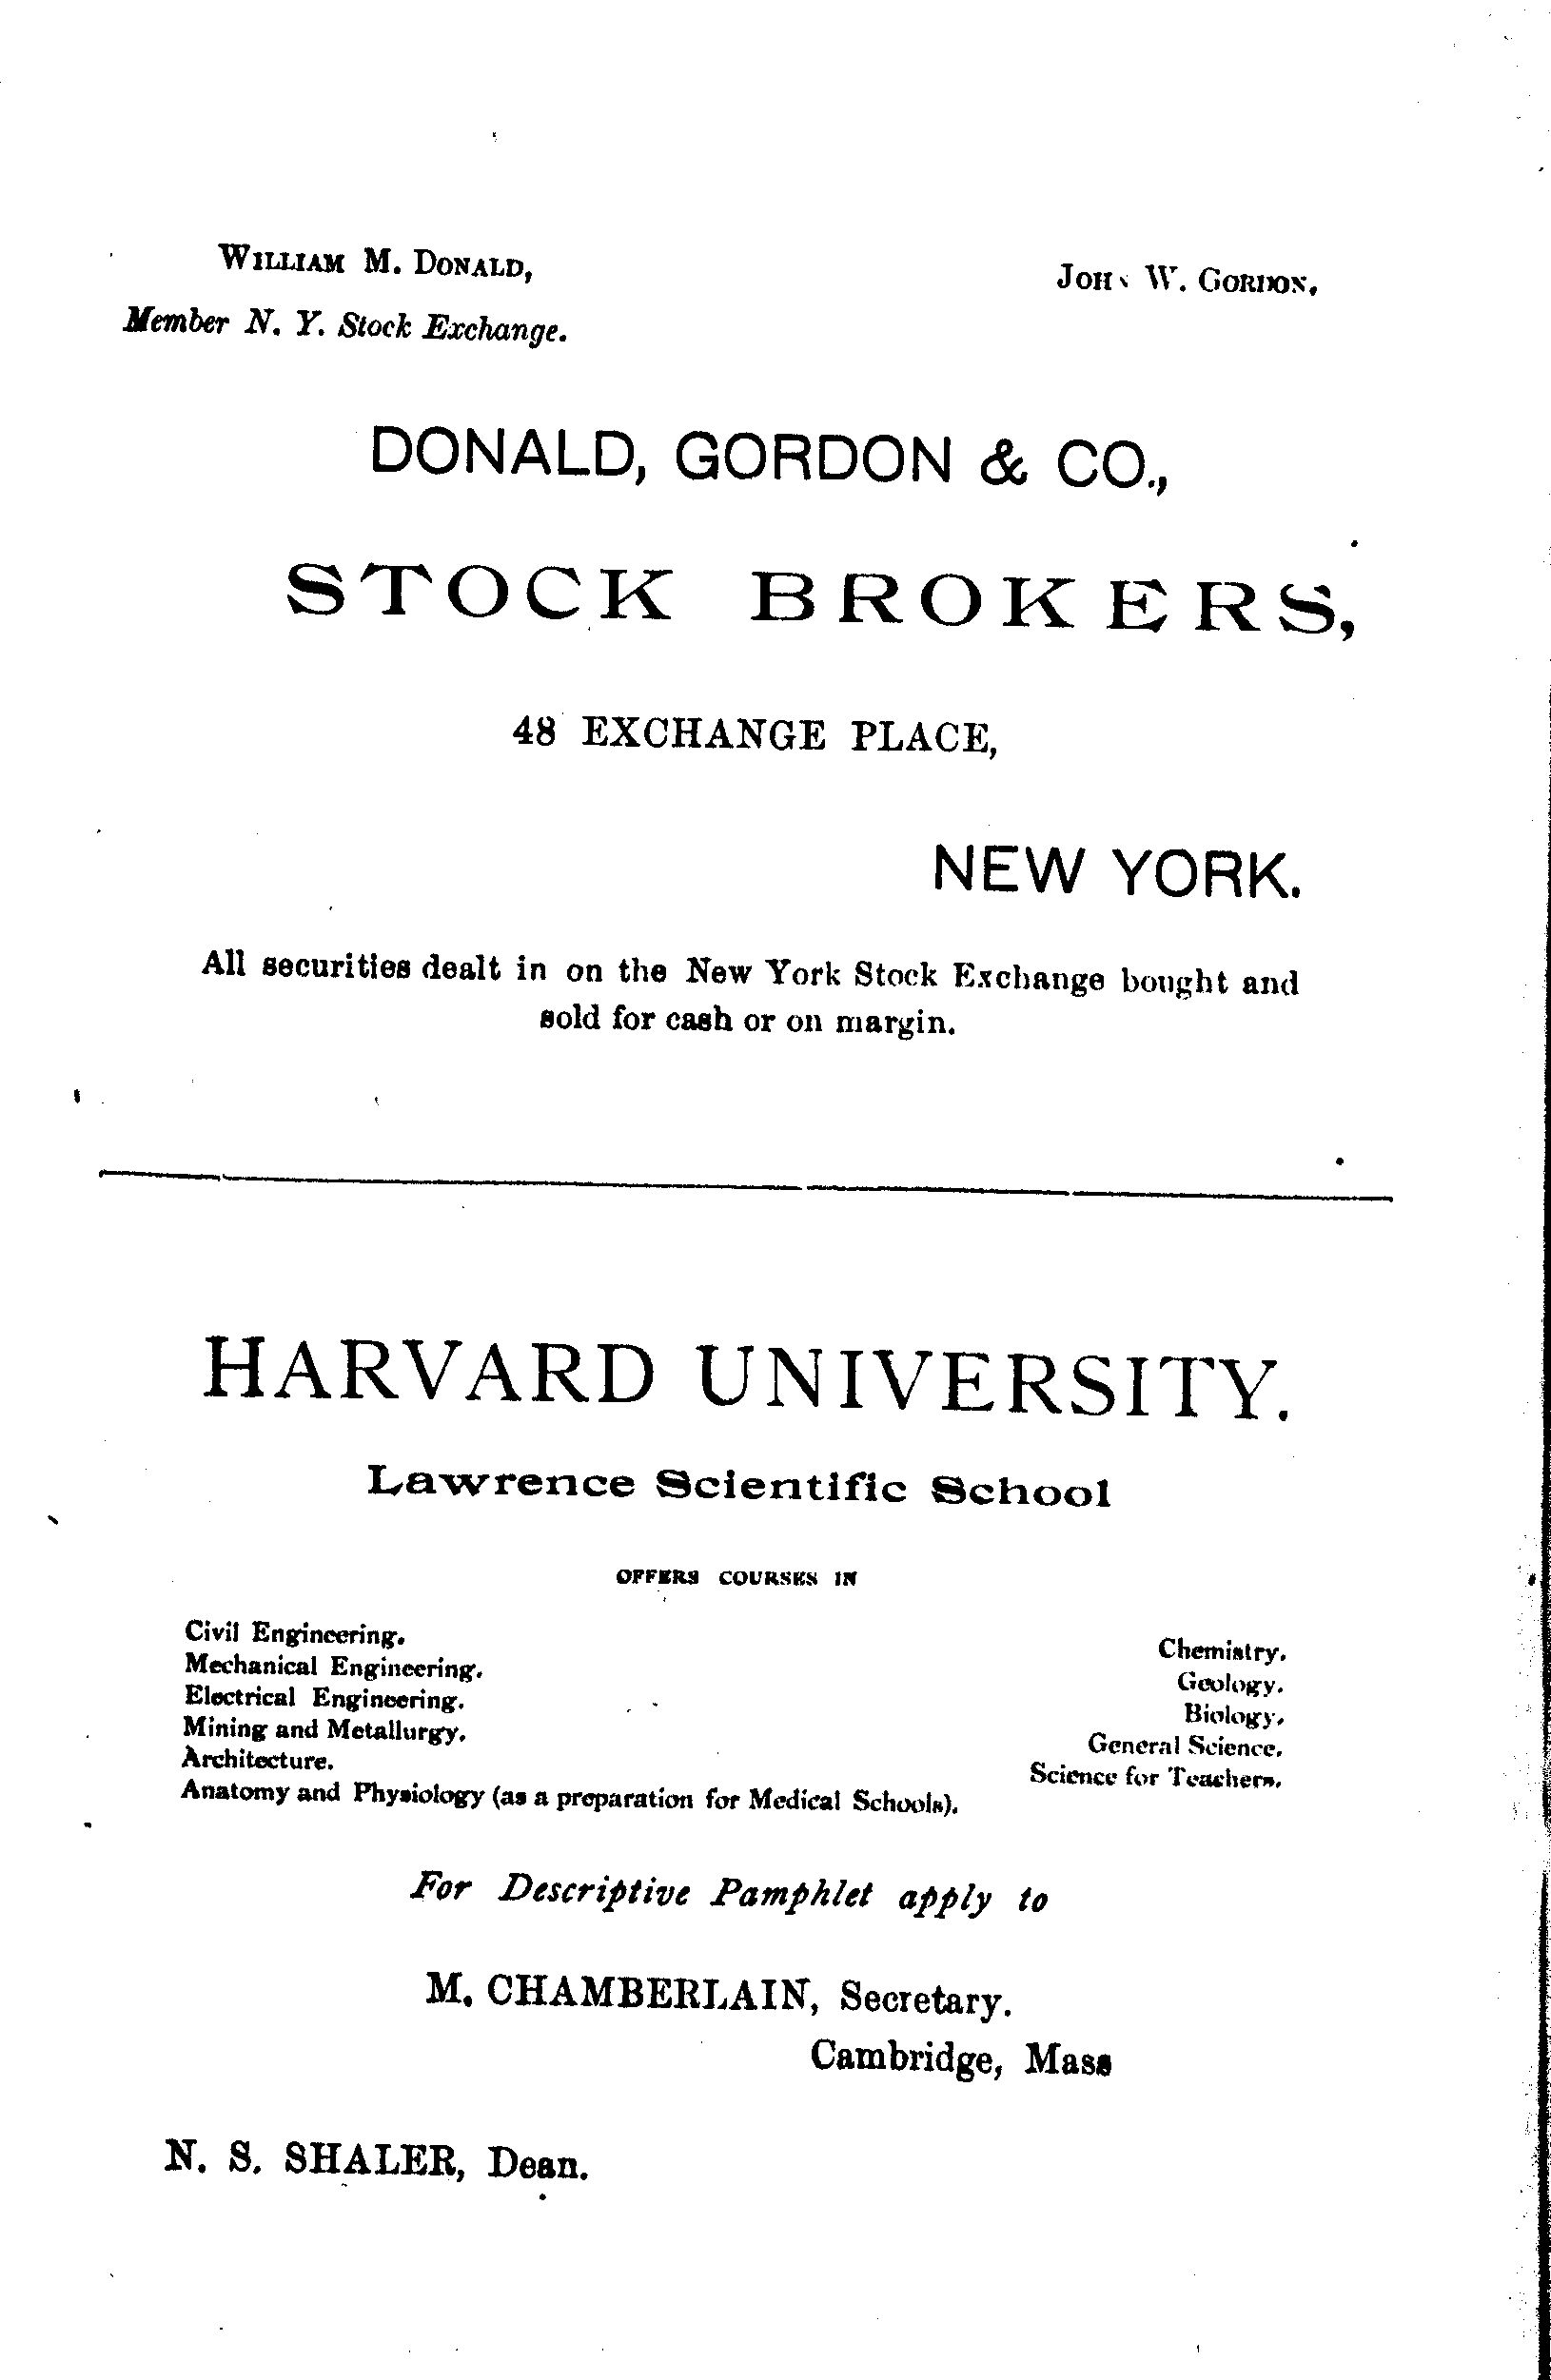 WILLIAM M. DONALD,
JOHN W. GORDON,
Member N. Y. Stock Exchange.
DONALD, GORDON & CO.,
STOCK BROKERS,
48 EXCHANGE PLACE,
NEW YORK.
All securities dealt in on the New York Stock Exchange bought and
sold for cash or on margin.
HARVARD UNIVERSITY.
Lawrence Scientific School
OFFERS COURSES IN
Civil Engineering.
Mechanical Engineering.
Electrical Engineering.
Mining and Metallurgy.
Architecture.
Anatomy and Physiology (as a preparation for Medical Schools).
Chemistry.
Geology.
Biology.
General Science.
Science for Teachers.
For Descriptive Pamphlet apply to
M. CHAMBERLAIN, Secretary.
Cambridge, Mass
N. S. SHALER, Dean.